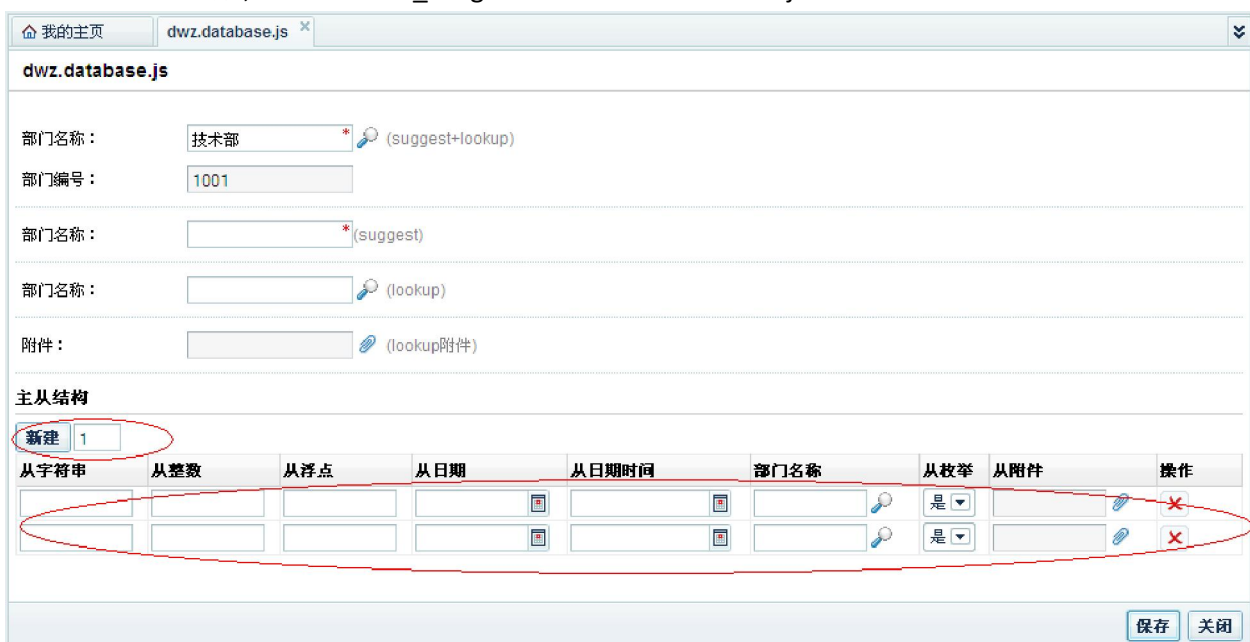 我的主页 dwz.database.js
dwz.database.js
部门名称： 技术部 * (suggest+lookup)
部门编号： 1001
部门名称： * (suggest)
部门名称： (lookup)
附件： (lookup附件)
主从结构
新建 1
从字符串 从整数 从浮点 从日期 从日期时间 部门名称 从枚举 从附件 操作
是
是
保存 关闭